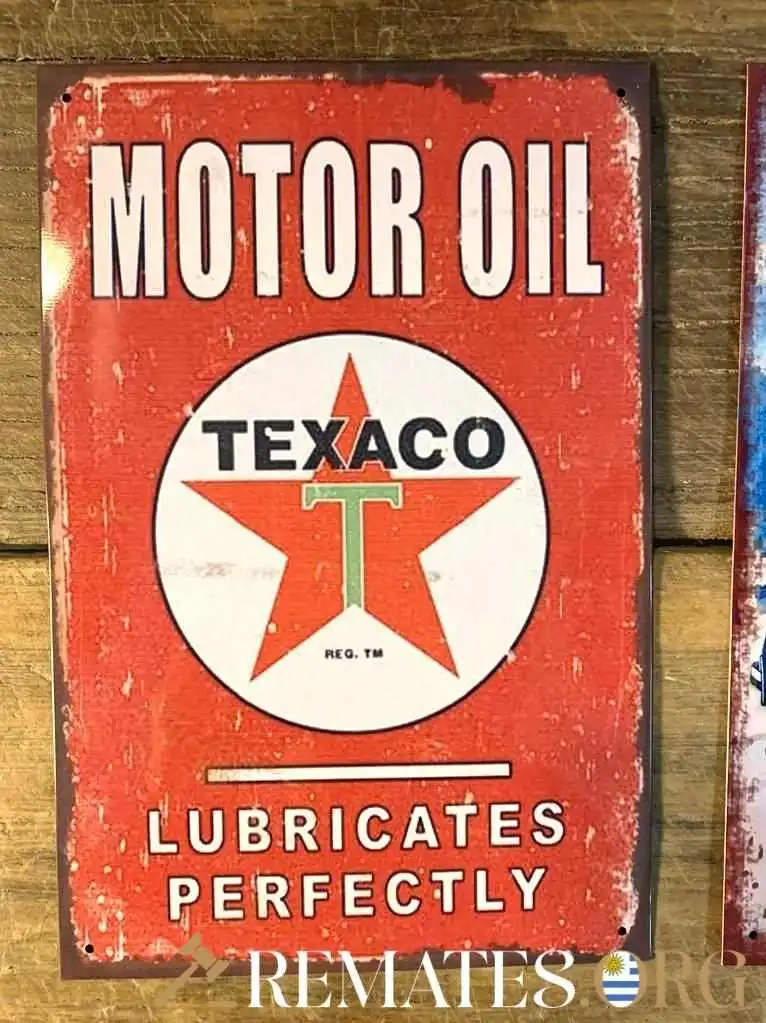 MOTOR OIL
TEXACO
T
REG. TM
LUBRICATES
PERFECTLY
REMATES.ORG